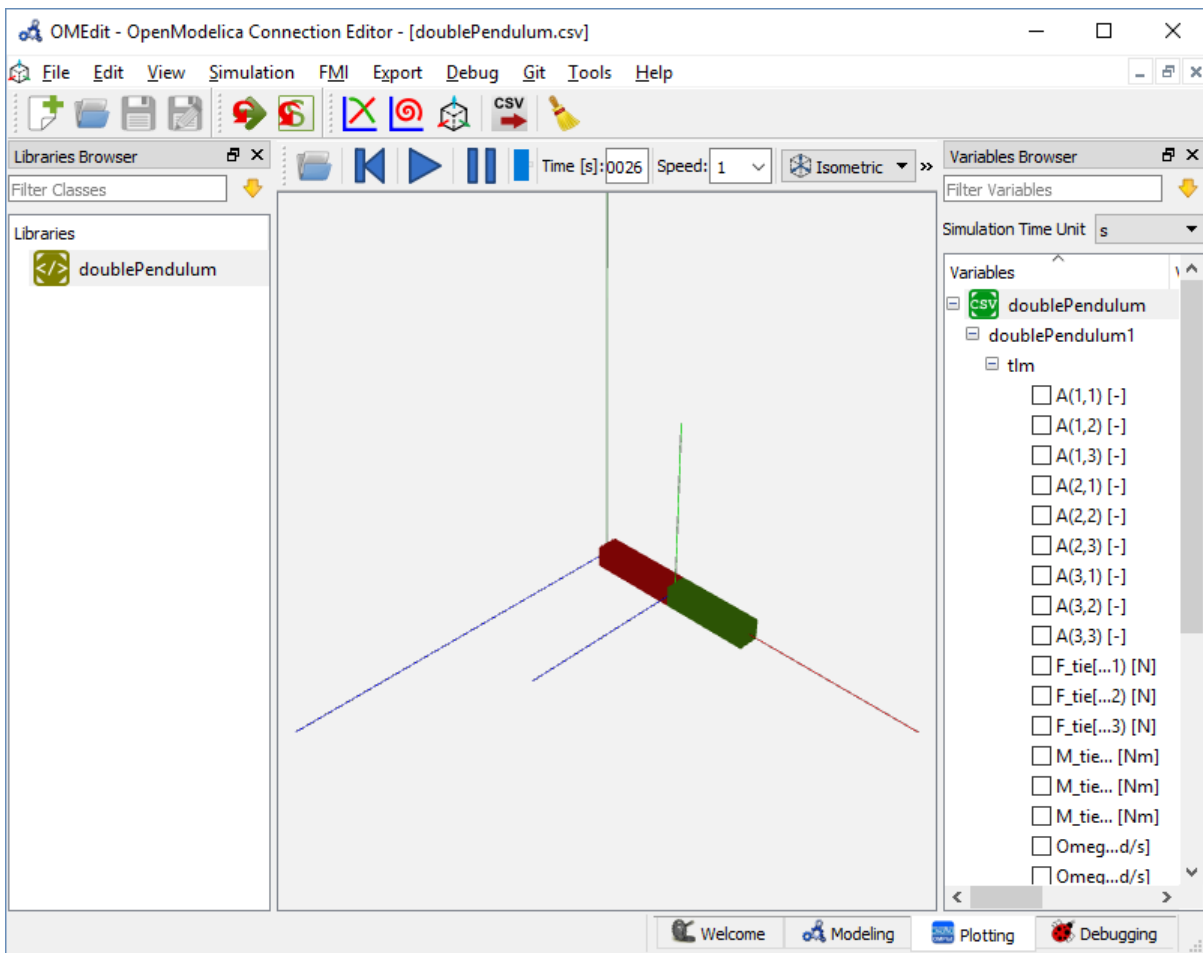 OMEdit - OpenModelica Connection Editor - [doublePendulum.csv]
File Edit View Simulation FMI Export Debug Git Tools Help
CSV
Libraries Browser
Filter Classes
Libraries
</>
doublePendulum
Time [s]: 0026 Speed: 1 Isometric »
Variables Browser
Filter Variables
Simulation Time Unit s
Variables
CSV doublePendulum
doublePendulum1
tlm
A(1,1) [-]
A(1,2) [-]
A(1,3) [-]
A(2,1) [-]
A(2,2) [-]
A(2,3) [-]
A(3,1) [-]
A(3,2) [-]
A(3,3) [-]
F_tie[...1) [N]
F_tie[...2) [N]
F_tie[...3) [N]
M_tie... [Nm]
M_tie... [Nm]
M_tie... [Nm]
Omeg...d/s]
Omeg...d/s]
Welcome Modeling Plotting Debugging